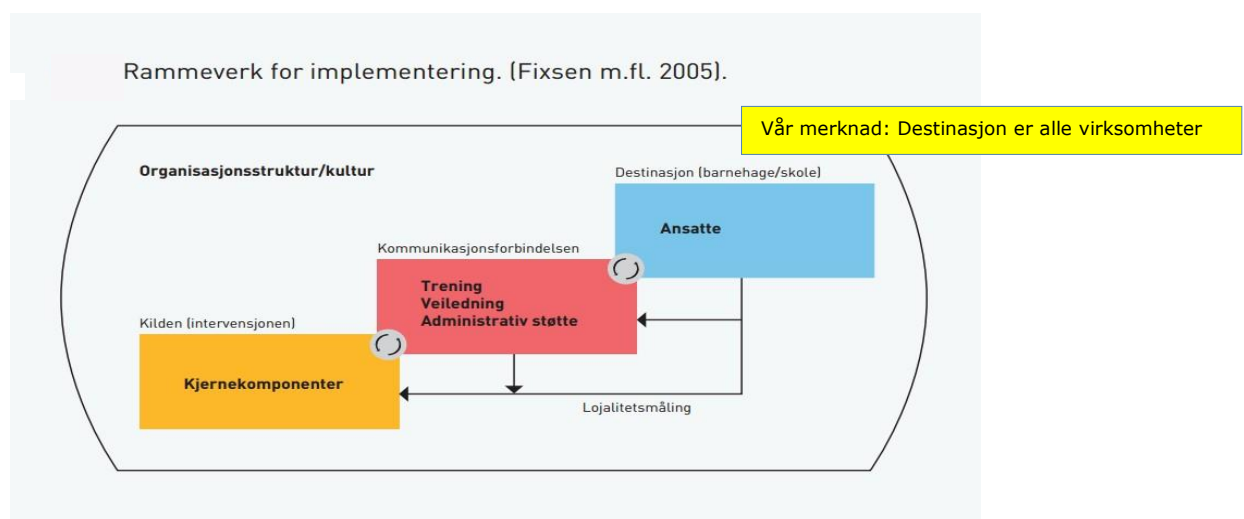 Rammeverk for implementering. (Fixsen m.fl. 2005).
Vår merknad: Destinasjon er alle virksomheter
Organisasjonsstruktur/kultur
Destinasjon (barnehage/skole)
Ansatte
Kommunikasjonsforbindelsen
Trening
Veiledning
Administrativ støtte
Kilden (intervensjonen)
Kjernekomponenter
Lojalitetsmåling